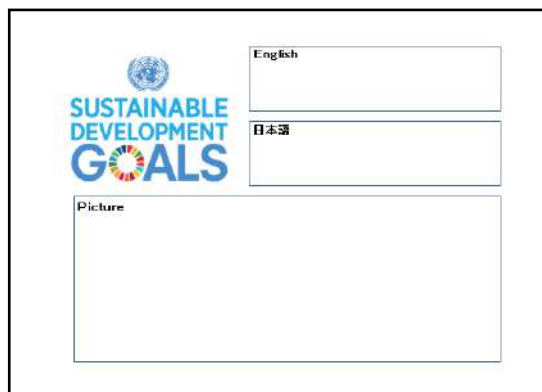 English
SUSTAINABLE
DEVELOPMENT
GOALS
日本語
Picture